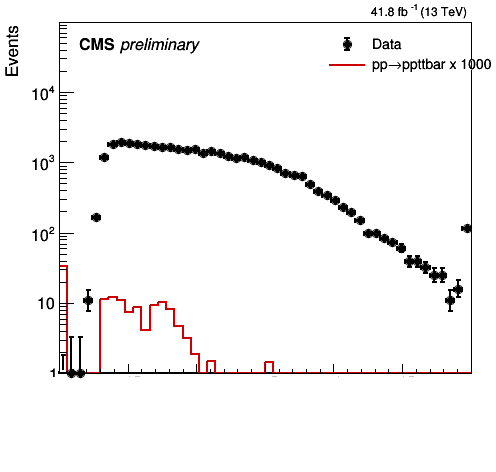 41.8 fb⁻¹ (13 TeV)
CMS preliminary
Data
pp→ppttbar x 1000
Events
10⁴
10³
10²
10
1